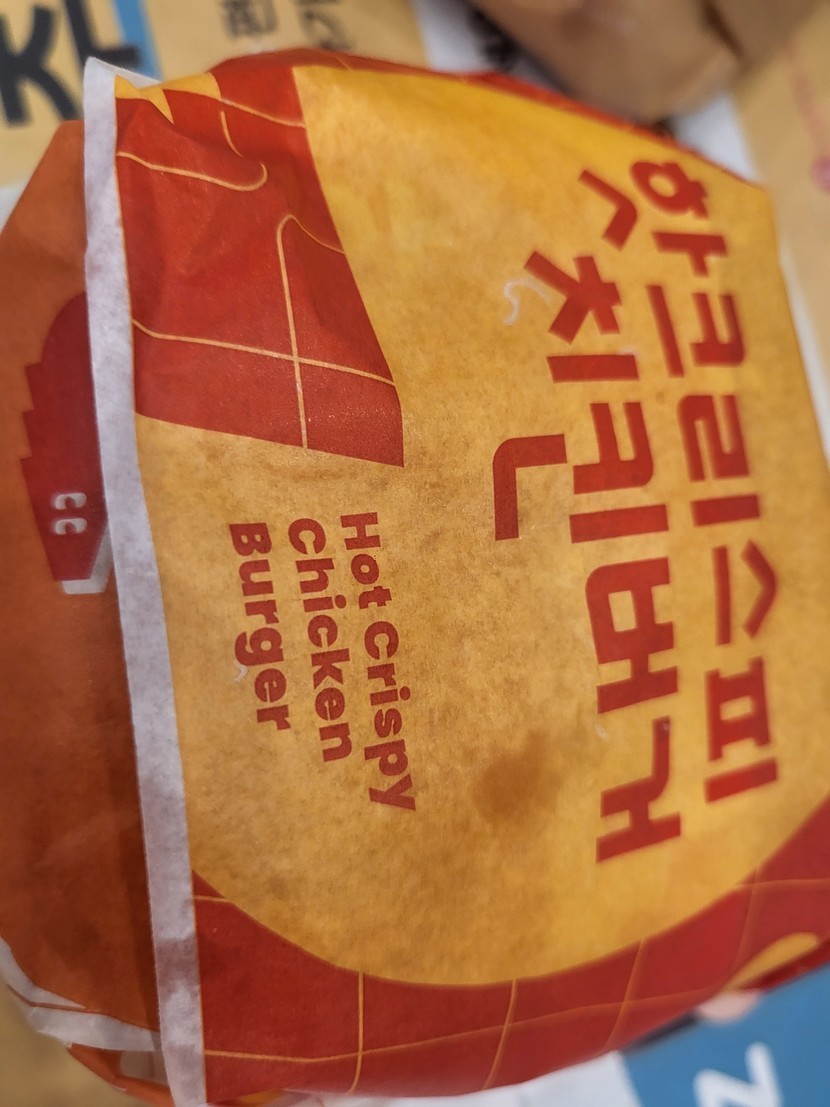 핫크리스피
치킨버거
Hot Crispy
Chicken
Burger